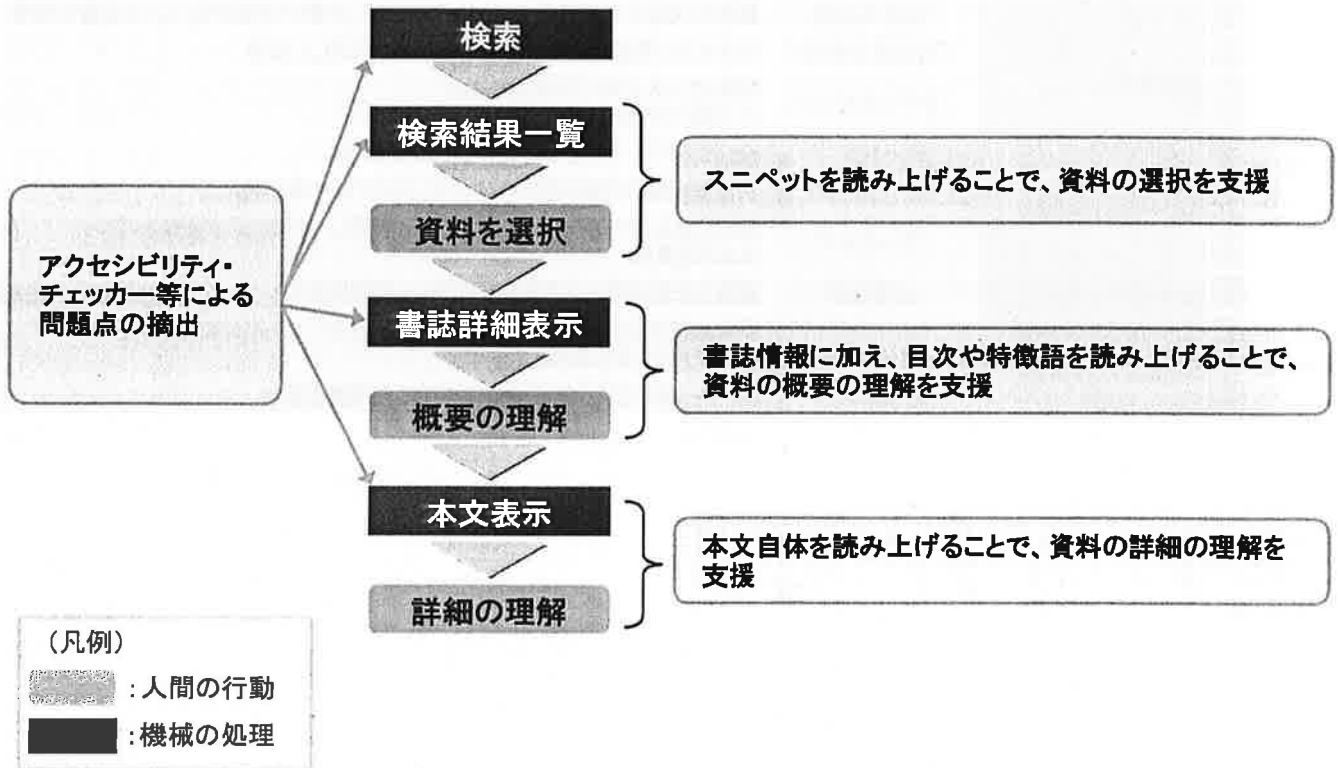 検索
検索結果一覧
資料を選択
書誌詳細表示
概要の理解
本文表示
詳細の理解
アクセシビリティ・
チェッカー等による
問題点の摘出
スニペットを読み上げることで、資料の選択を支援
書誌情報に加え、目次や特徴語を読み上げることで、
資料の概要の理解を支援
本文自体を読み上げることで、資料の詳細の理解を
支援
（凡例）
：人間の行動
：機械の処理